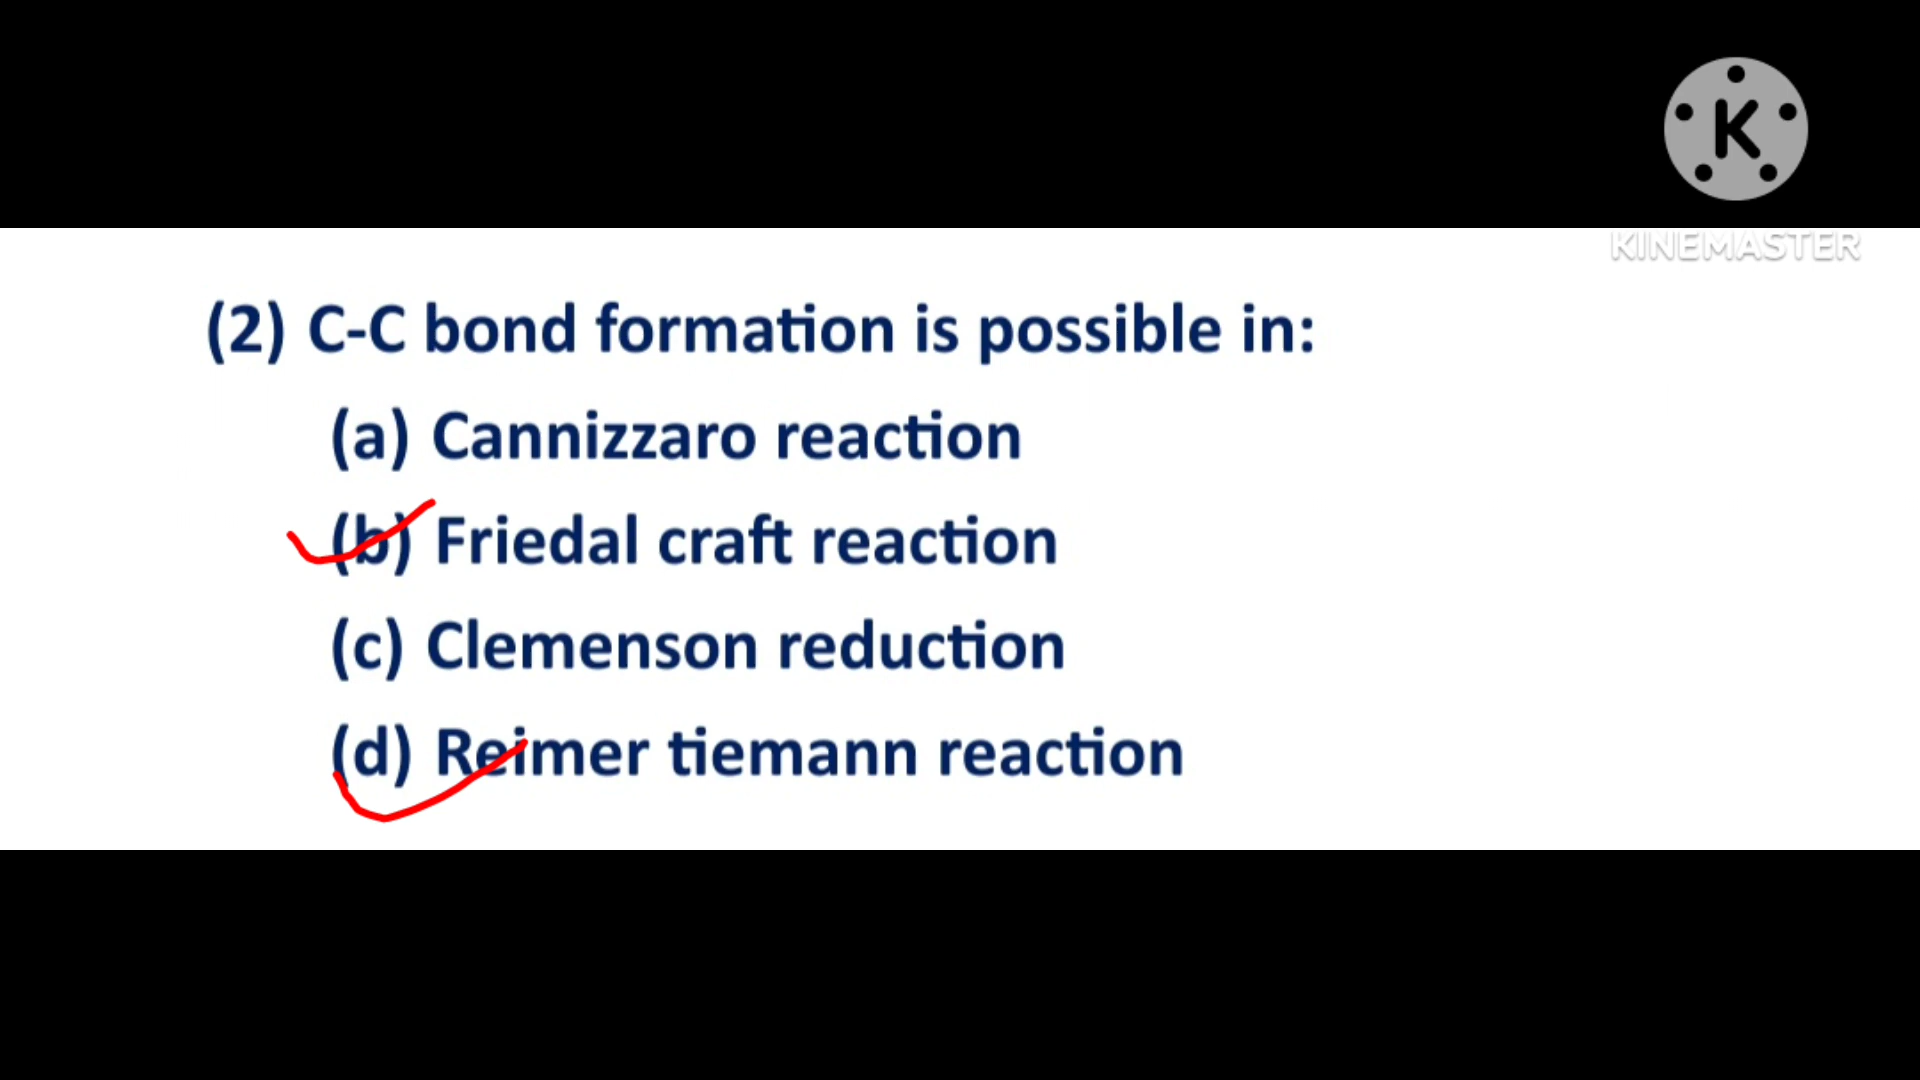 K
KINEMASTER
(2) C-C bond formation is possible in:
(a) Cannizzaro reaction
(b) Friedal craft reaction
(c) Clemenson reduction
(d) Reimer tiemann reaction